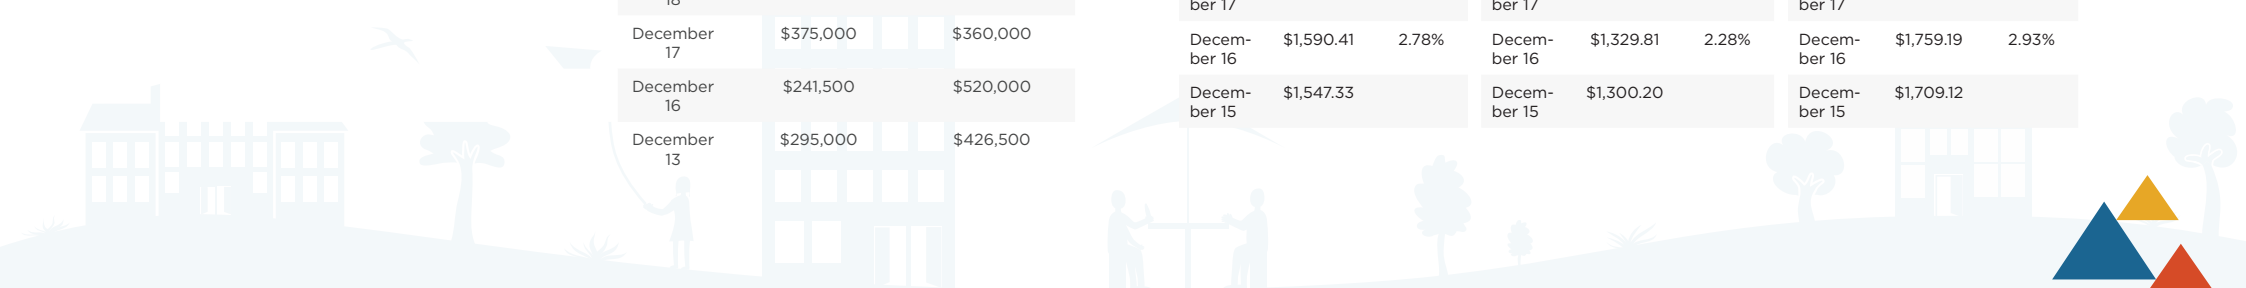 18
December $375,000 $360,000
17
December $241,500 $520,000
16
December $295,000 $426,500
13
ber 17 ber 17 ber 17
Decem- $1,590.41 2.78% Decem- $1,329.81 2.28% Decem- $1,759.19 2.93%
ber 16 ber 16 ber 16
Decem- $1,547.33 Decem- $1,300.20 Decem- $1,709.12
ber 15 ber 15 ber 15